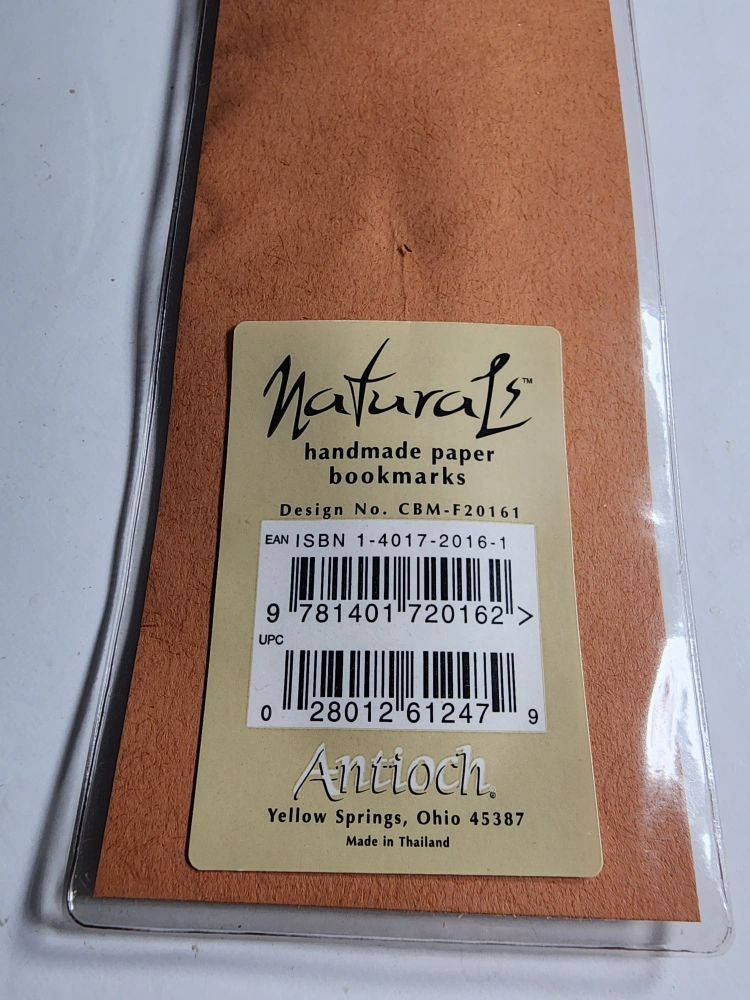 Naturals™
handmade paper
bookmarks
Design No. CBM-F20161
EAN ISBN 1-4017-2016-1
9 781401 720162 >
UPC
0 28012 61247 9
Antioch®
Yellow Springs, Ohio 45387
Made in Thailand